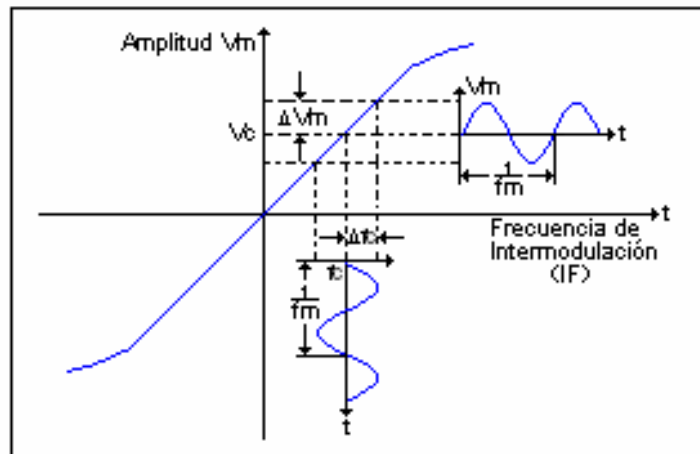 Amplitud Vm
Vm
ΔVm
Vc
t
1
fm
t
Δfc
Frecuencia de
Intermodulación
(IF)
fc
1
fm
t